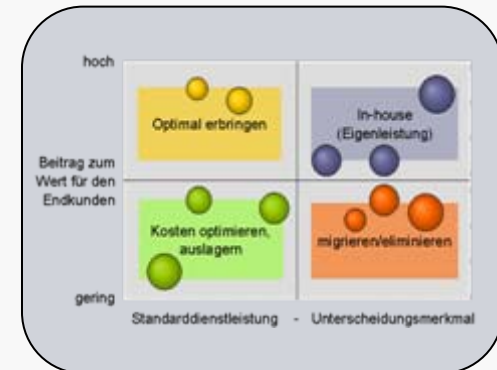 hoch
Optimal erbringen
In-house
(Eigenleistung)
Beitrag zum
Wert für den
Endkunden
Kosten optimieren,
auslagern
migrieren/eliminieren
gering
Standarddienstleistung - Unterscheidungsmerkmal